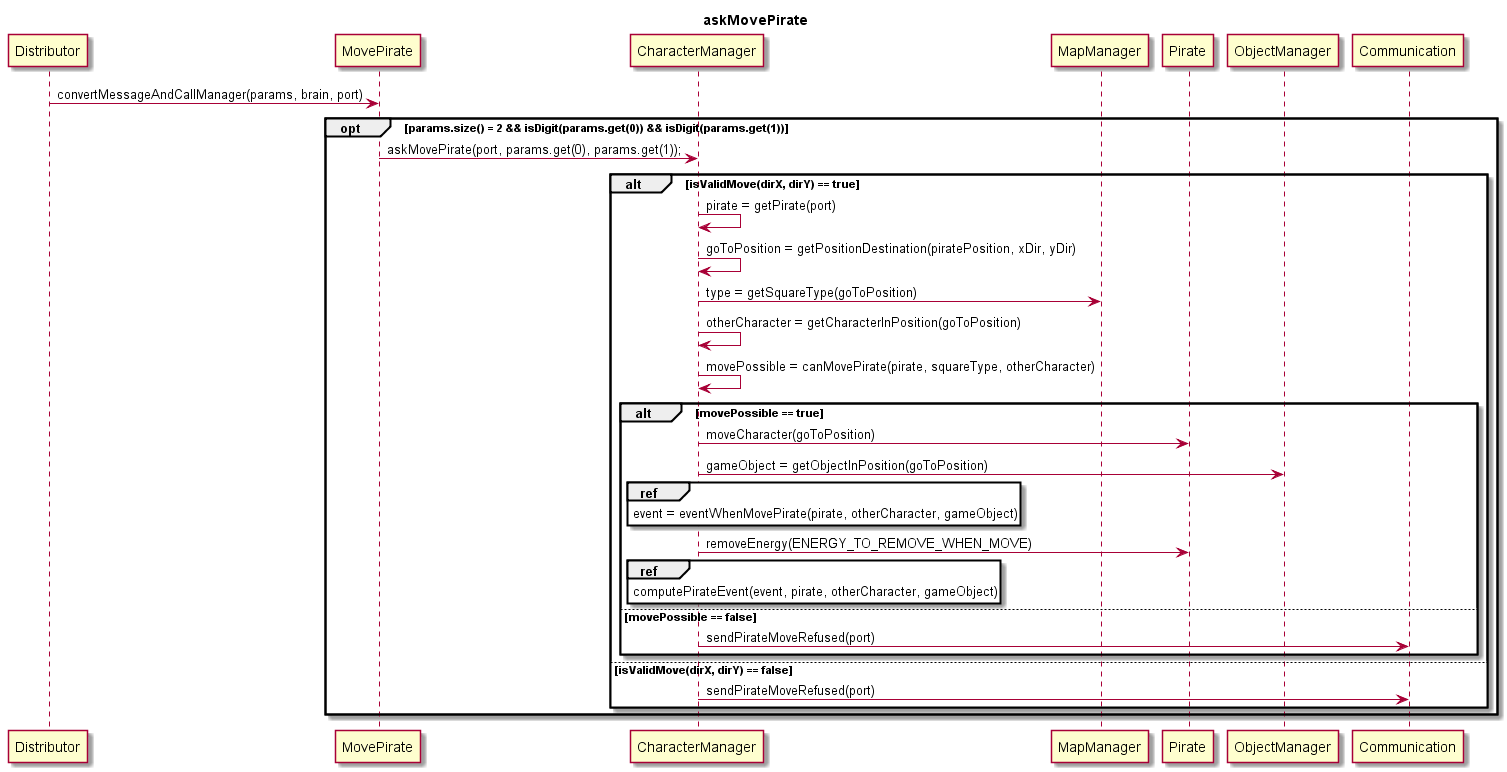 askMovePirate
Distributor
MovePirate
CharacterManager
MapManager
Pirate
ObjectManager
Communication
convertMessageAndCallManager(params, brain, port)
opt
[params.size() = 2 && isDigit(params.get(0)) && isDigit(params.get(1))]
askMovePirate(port, params.get(0), params.get(1));
alt
[isValidMove(dirX, dirY) == true]
pirate = getPirate(port)
goToPosition = getPositionDestination(piratePosition, xDir, yDir)
type = getSquareType(goToPosition)
otherCharacter = getCharacterInPosition(goToPosition)
movePossible = canMovePirate(pirate, squareType, otherCharacter)
alt
[movePossible == true]
moveCharacter(goToPosition)
gameObject = getObjectInPosition(goToPosition)
ref
event = eventWhenMovePirate(pirate, otherCharacter, gameObject)
removeEnergy(ENERGY_TO_REMOVE_WHEN_MOVE)
ref
computePirateEvent(event, pirate, otherCharacter, gameObject)
[movePossible == false]
sendPirateMoveRefused(port)
[isValidMove(dirX, dirY) == false]
sendPirateMoveRefused(port)
Distributor
MovePirate
CharacterManager
MapManager
Pirate
ObjectManager
Communication